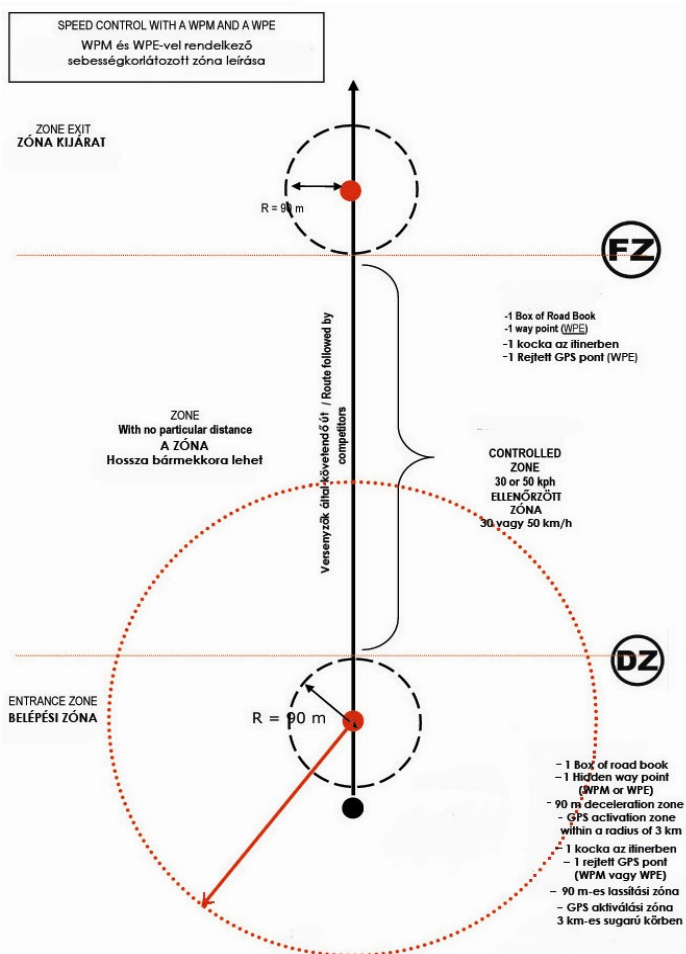 SPEED CONTROL WITH A WPM AND A WPE
WPM és WPE-vel rendelkező
sebességkorlátozott zóna leírása
ZONE EXIT
ZÓNA KIJÁRAT
R = 90 m
FZ
-1 Box of Road Book
-1 way point (WPE)
-1 kocka az itinerben
-1 Rejtett GPS pont (WPE)
Versenyzők által követendő út / Route followed by
competitors
ZONE
With no particular distance
A ZÓNA
Hossza bármekkora lehet
CONTROLLED
ZONE
30 or 50 kph
ELLENŐRZÖTT
ZÓNA
30 vagy 50 km/h
DZ
ENTRANCE ZONE
BELÉPÉSI ZÓNA
R = 90 m
- 1 Box of road book
- 1 Hidden way point
(WPM or WPE)
- 90 m deceleration zone
- GPS activation zone
within a radius of 3 km
- 1 kocka az itinerben
- 1 rejtett GPS pont
(WPM vagy WPE)
- 90 m-es lassítási zóna
- GPS aktiválási zóna
3 km-es sugarú körben